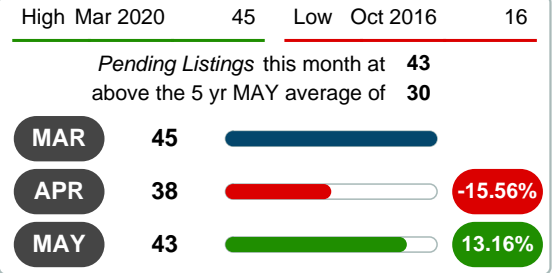 High Mar 2020 45 Low Oct 2016 16
Pending Listings this month at 43
above the 5 yr MAY average of 30
MAR 45
APR 38 -15.56%
MAY 43 13.16%